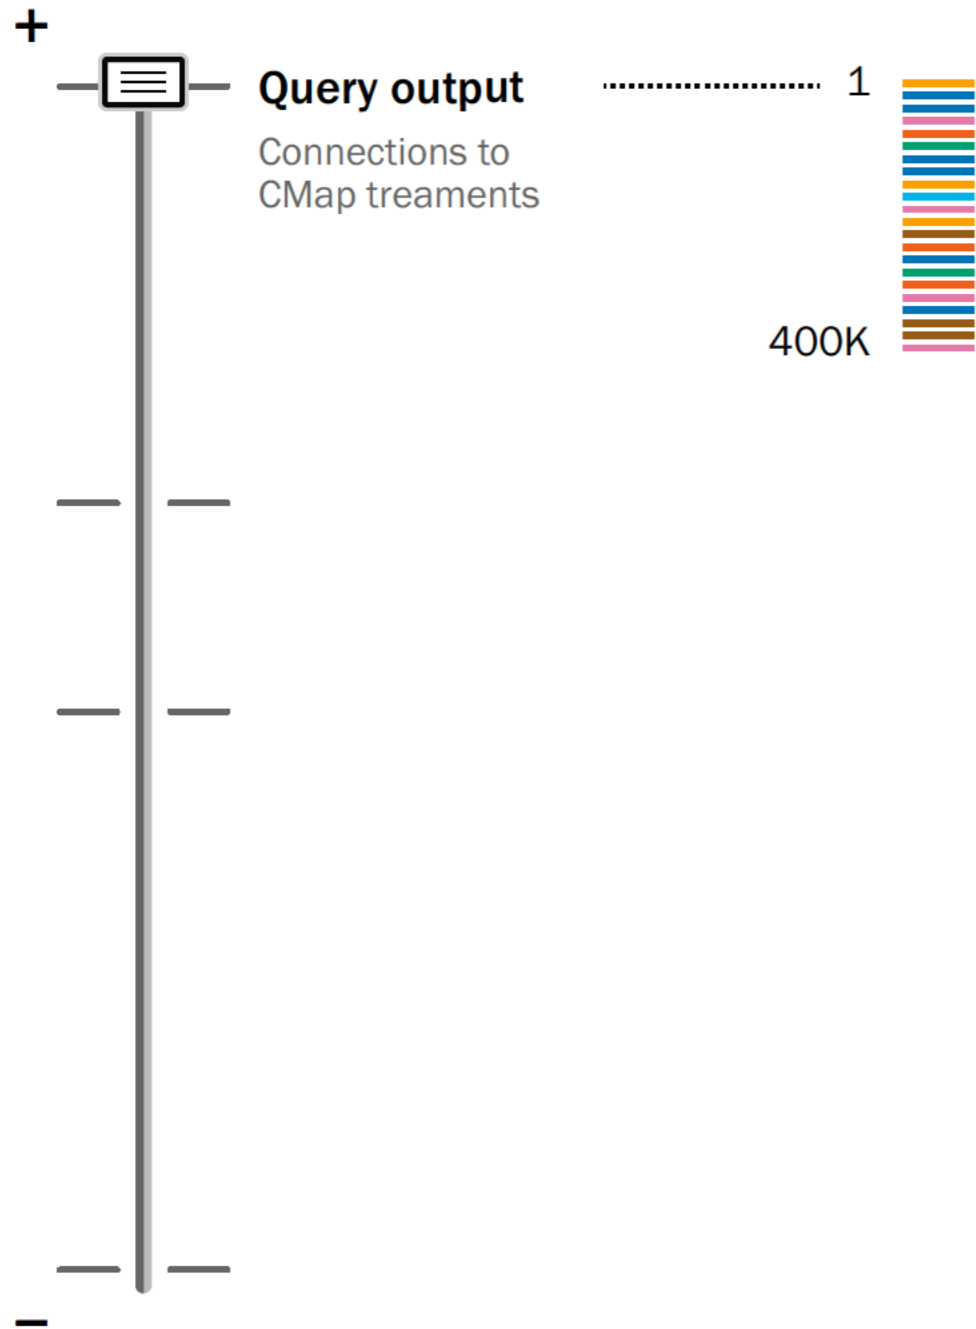 +
Query output
1
Connections to
CMap treaments
400K
–